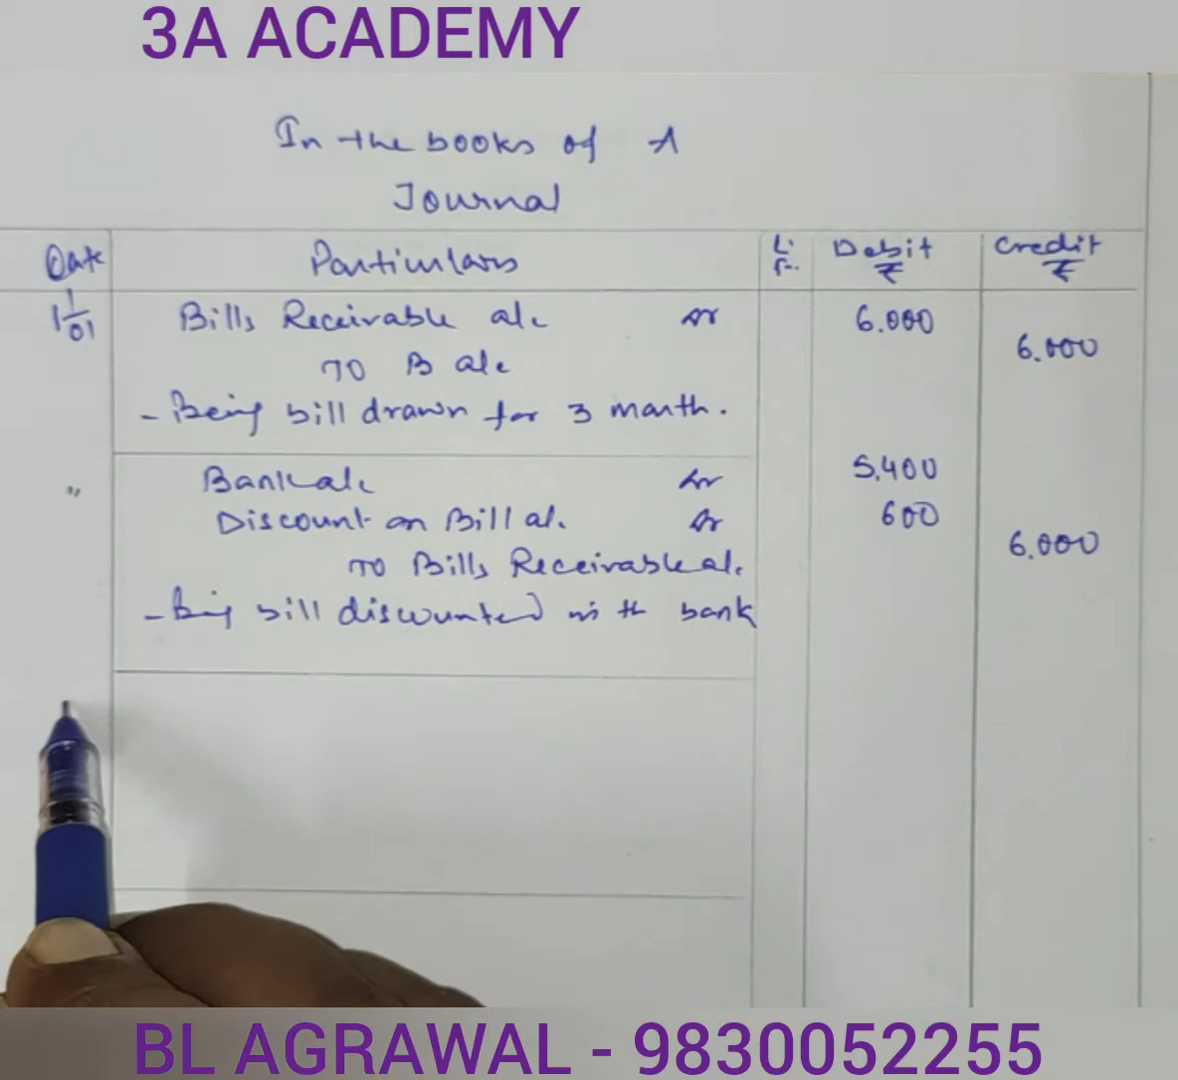 3A ACADEMY
In the books of A
Journal
Date Particulars L.F. Debit ₹ Credit ₹
1/1/01 Bills Receivable a/c Dr 6,000
To B a/c 6,000
- Being bill drawn for 3 month.
" Bank a/c Dr 5,400
Discount on Bill a/c. Dr 600
To Bills Receivable a/c. 6,000
- Being bill discounted with bank
BL AGRAWAL - 9830052255